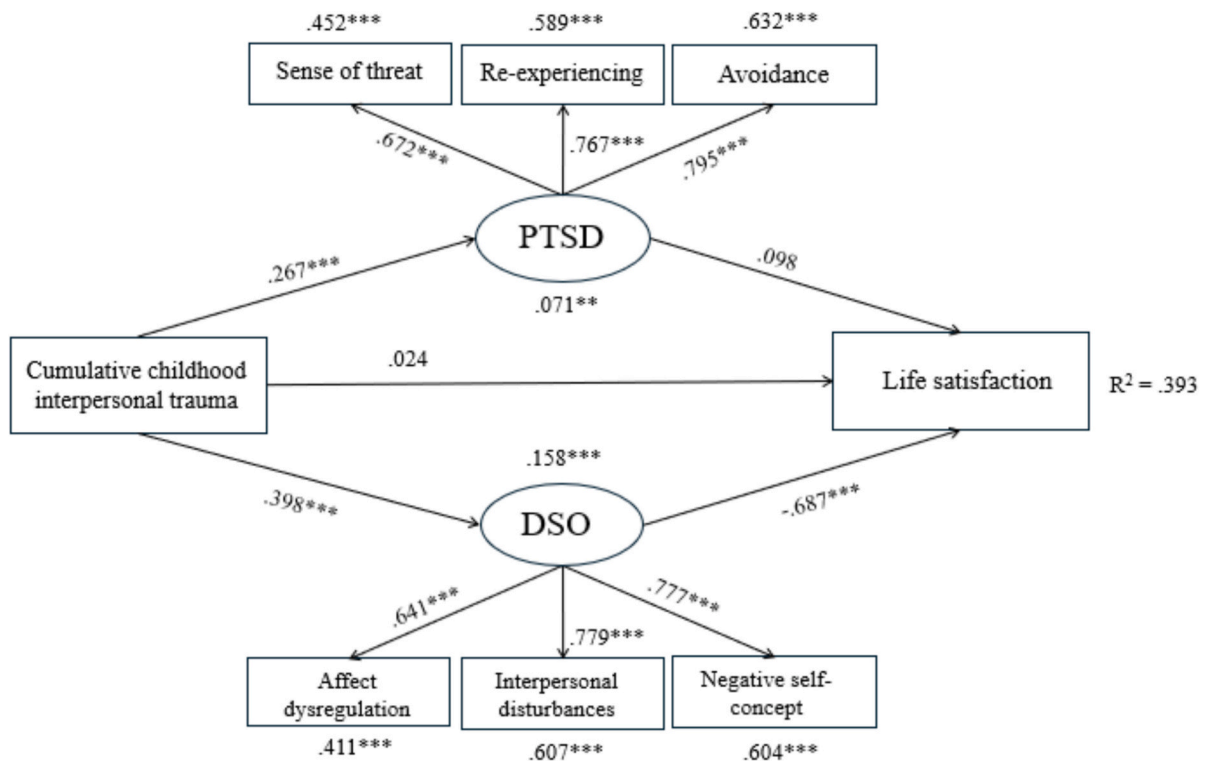 .452***
.589***
.632***
Sense of threat
Re-experiencing
Avoidance
.672***
.767***
.795***
PTSD
.267***
.098
.071**
Cumulative childhood
interpersonal trauma
.024
Life satisfaction
R² = .393
.158***
.398***
-.687***
DSO
.641***
.779***
.777***
Affect
dysregulation
Interpersonal
disturbances
Negative self-
concept
.411***
.607***
.604***